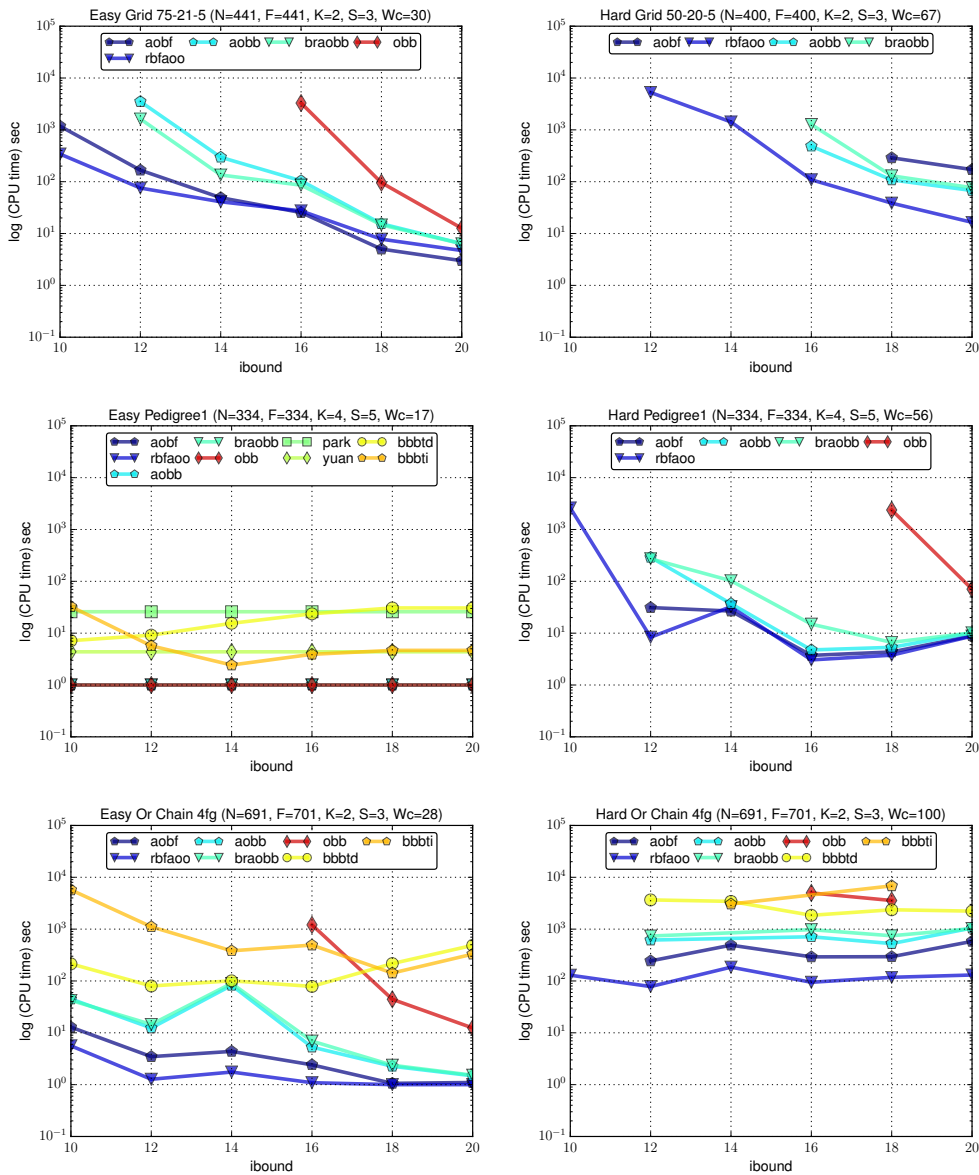 Easy Grid 75-21-5 (N=441, F=441, K=2, S=3, Wc=30)
aobf aobb braobb obb
rbfaoo
log (CPU time) sec
10^5
10^4
10^3
10^2
10^1
10^0
10^-1
10 12 14 16 18 20
ibound
Hard Grid 50-20-5 (N=400, F=400, K=2, S=3, Wc=67)
aobf rbfaoo aobb braobb
log (CPU time) sec
10^5
10^4
10^3
10^2
10^1
10^0
10^-1
10 12 14 16 18 20
ibound
Easy Pedigree1 (N=334, F=334, K=4, S=5, Wc=17)
aobf braobb park bbbtd
rbfaoo obb yuan bbbti
aobb
log (CPU time) sec
10^5
10^4
10^3
10^2
10^1
10^0
10^-1
10 12 14 16 18 20
ibound
Hard Pedigree1 (N=334, F=334, K=4, S=5, Wc=56)
aobf aobb braobb obb
rbfaoo
log (CPU time) sec
10^5
10^4
10^3
10^2
10^1
10^0
10^-1
10 12 14 16 18 20
ibound
Easy Or Chain 4fg (N=691, F=701, K=2, S=3, Wc=28)
aobf aobb obb bbbti
rbfaoo braobb bbbtd
log (CPU time) sec
10^5
10^4
10^3
10^2
10^1
10^0
10^-1
10 12 14 16 18 20
ibound
Hard Or Chain 4fg (N=691, F=701, K=2, S=3, Wc=100)
aobf aobb obb bbbti
rbfaoo braobb bbbtd
log (CPU time) sec
10^5
10^4
10^3
10^2
10^1
10^0
10^-1
10 12 14 16 18 20
ibound